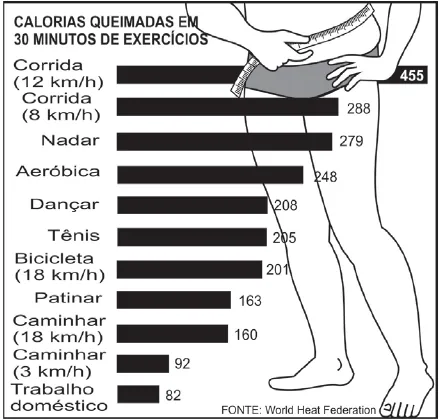 CALORIAS QUEIMADAS EM
30 MINUTOS DE EXERCÍCIOS
Corrida
(12 km/h)
455
Corrida
(8 km/h)
288
Nadar
279
Aeróbica
248
Dançar
208
Tênis
205
Bicicleta
(18 km/h)
201
Patinar
163
Caminhar
(18 km/h)
160
Caminhar
(3 km/h)
92
Trabalho
doméstico
82
FONTE: World Heat Federation